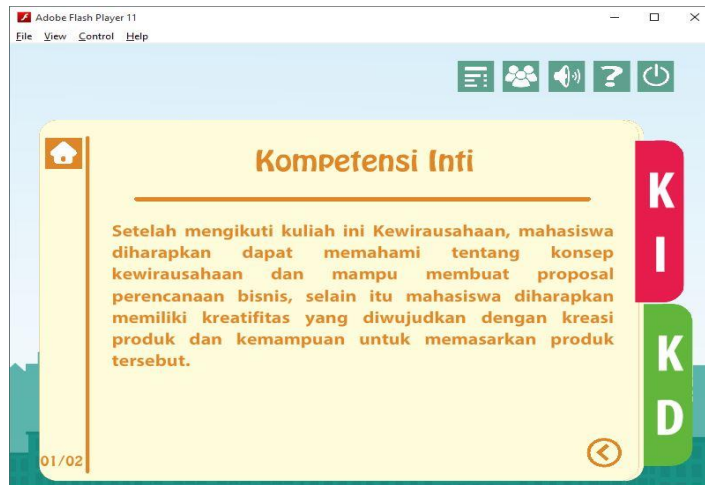 Adobe Flash Player 11
File View Control Help
?
Kompetensi Inti
Setelah mengikuti kuliah ini Kewirausahaan, mahasiswa
diharapkan dapat memahami tentang konsep
kewirausahaan dan mampu membuat proposal
perencanaan bisnis, selain itu mahasiswa diharapkan
memiliki kreatifitas yang diwujudkan dengan kreasi
produk dan kemampuan untuk memasarkan produk
tersebut.
K
I
K
D
01/02